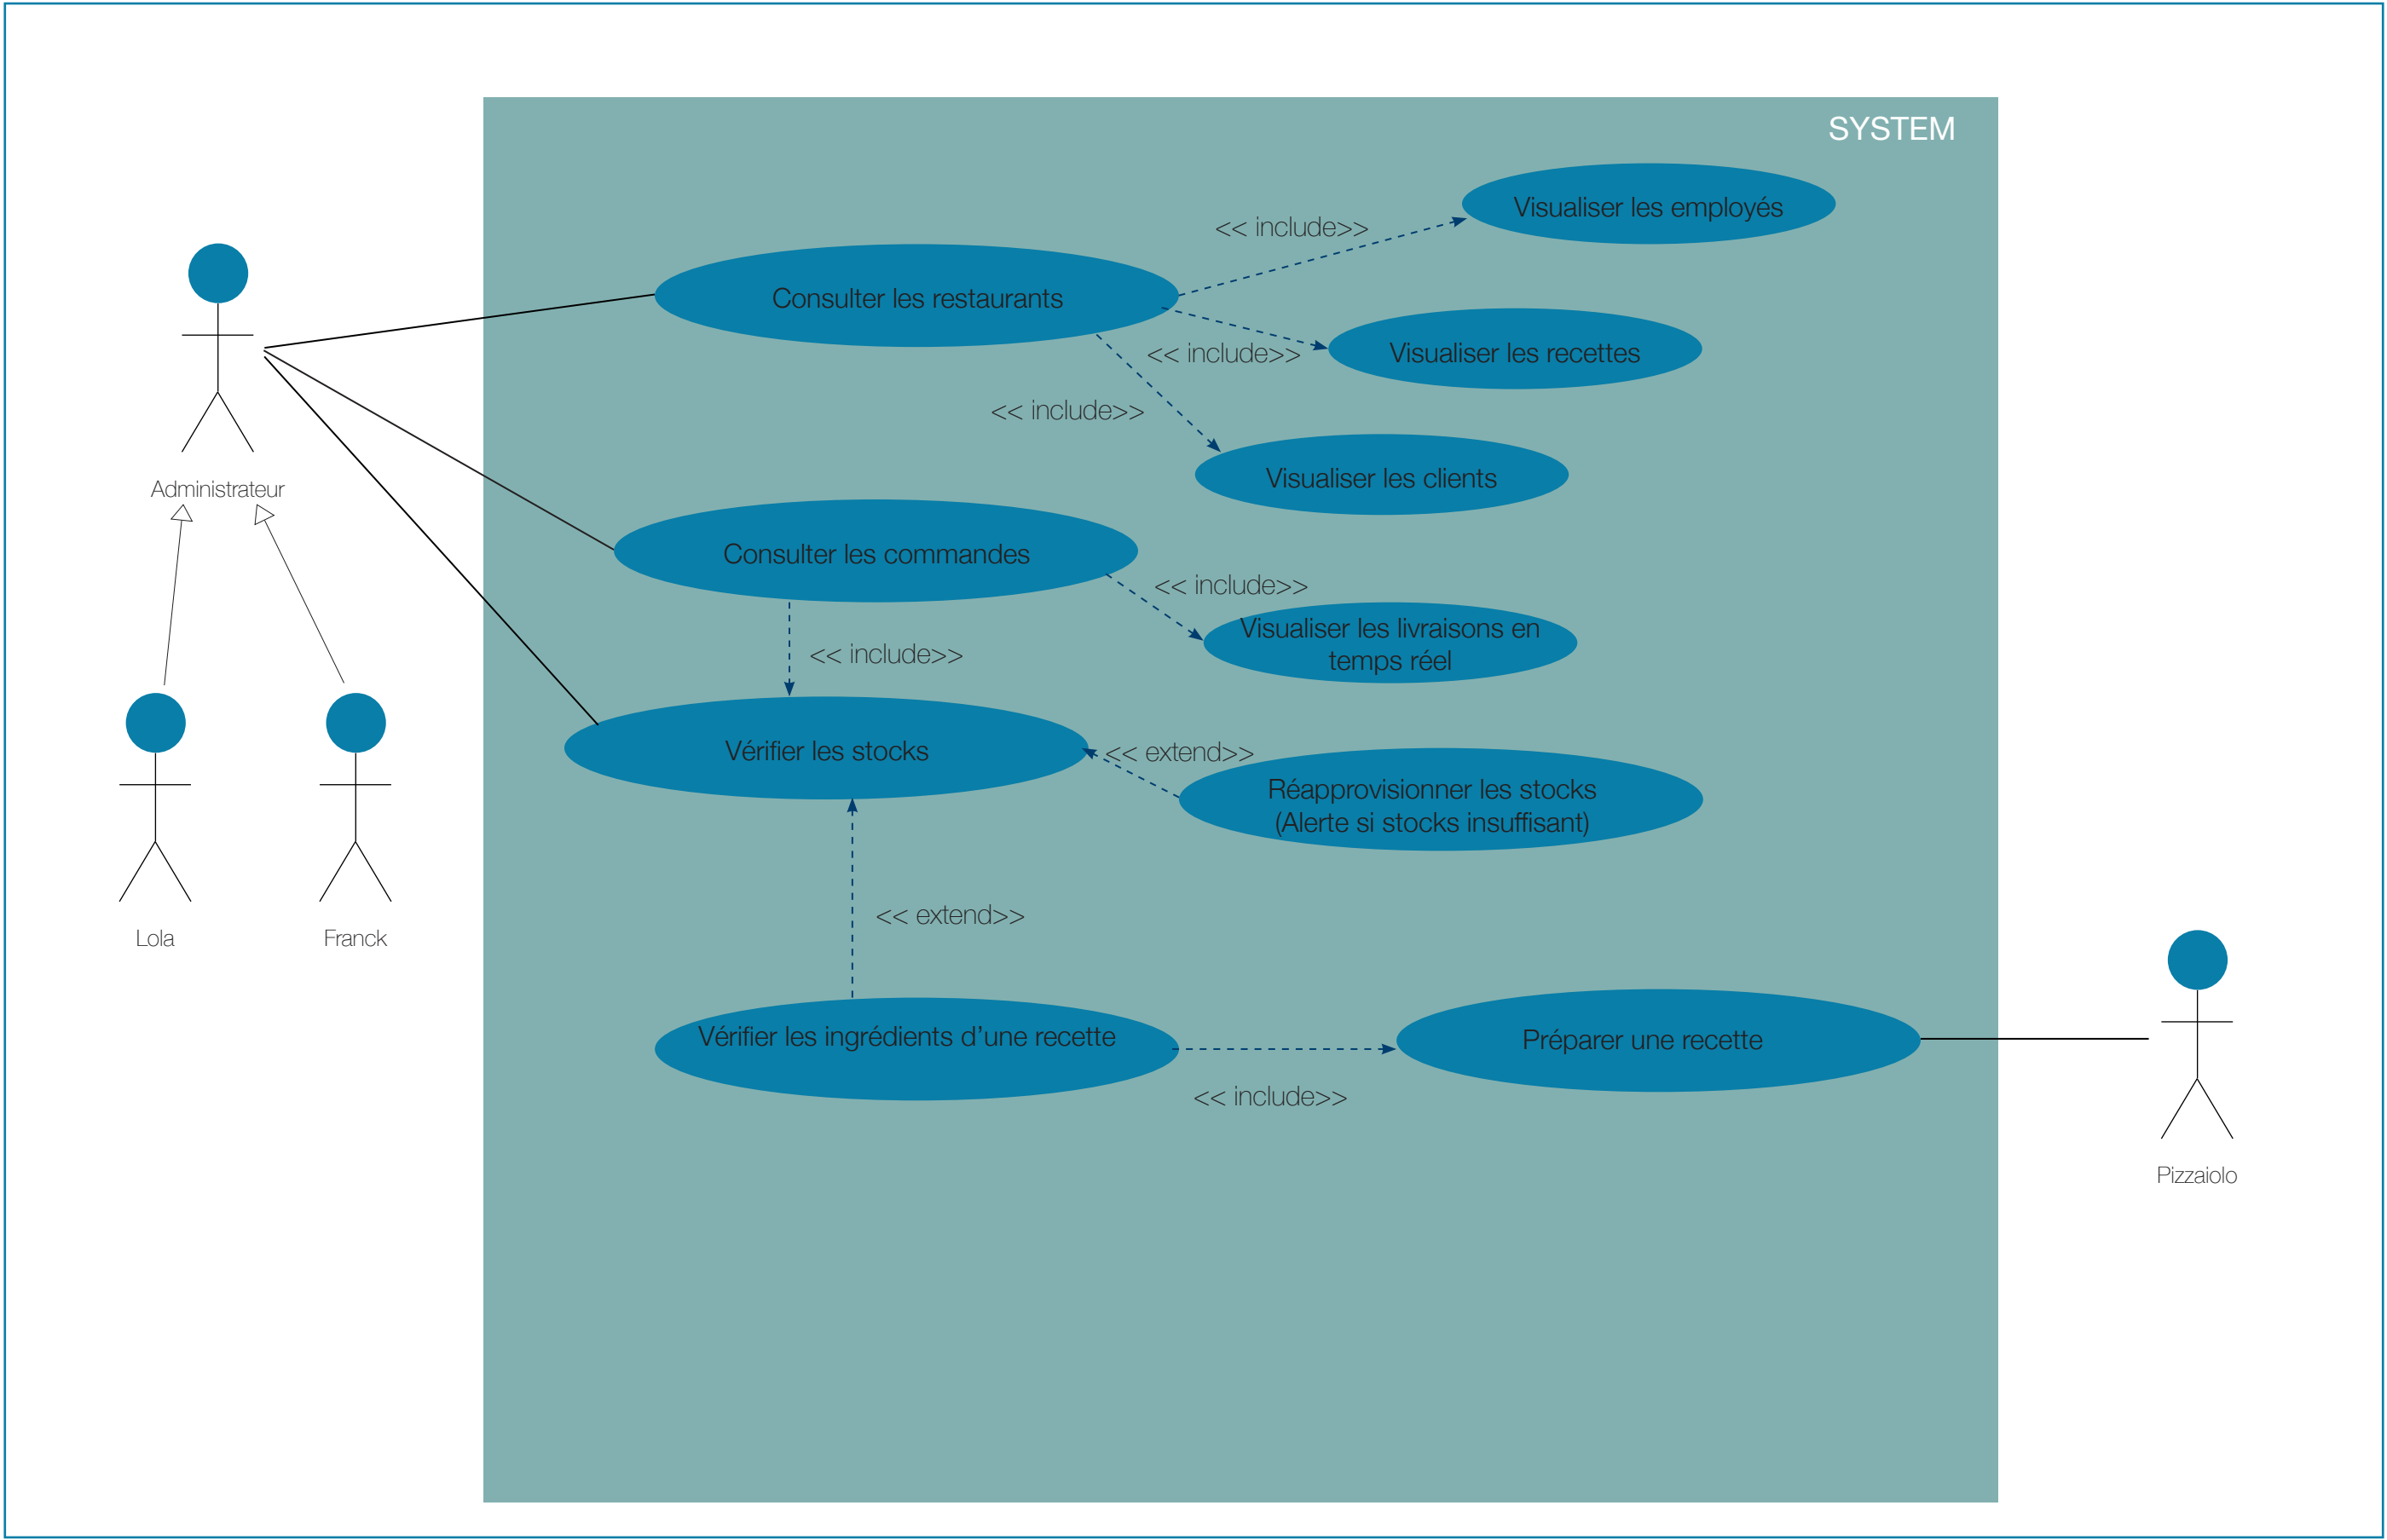 SYSTEM
Visualiser les employés
<< include>>
Consulter les restaurants
Visualiser les recettes
<< include>>
<< include>>
Visualiser les clients
Administrateur
Consulter les commandes
<< include>>
Visualiser les livraisons en
temps réel
<< include>>
Vérifier les stocks
<< extend>>
Réapprovisionner les stocks
(Alerte si stocks insuffisant)
<< extend>>
Lola
Franck
Vérifier les ingrédients d’une recette
Préparer une recette
<< include>>
Pizzaiolo